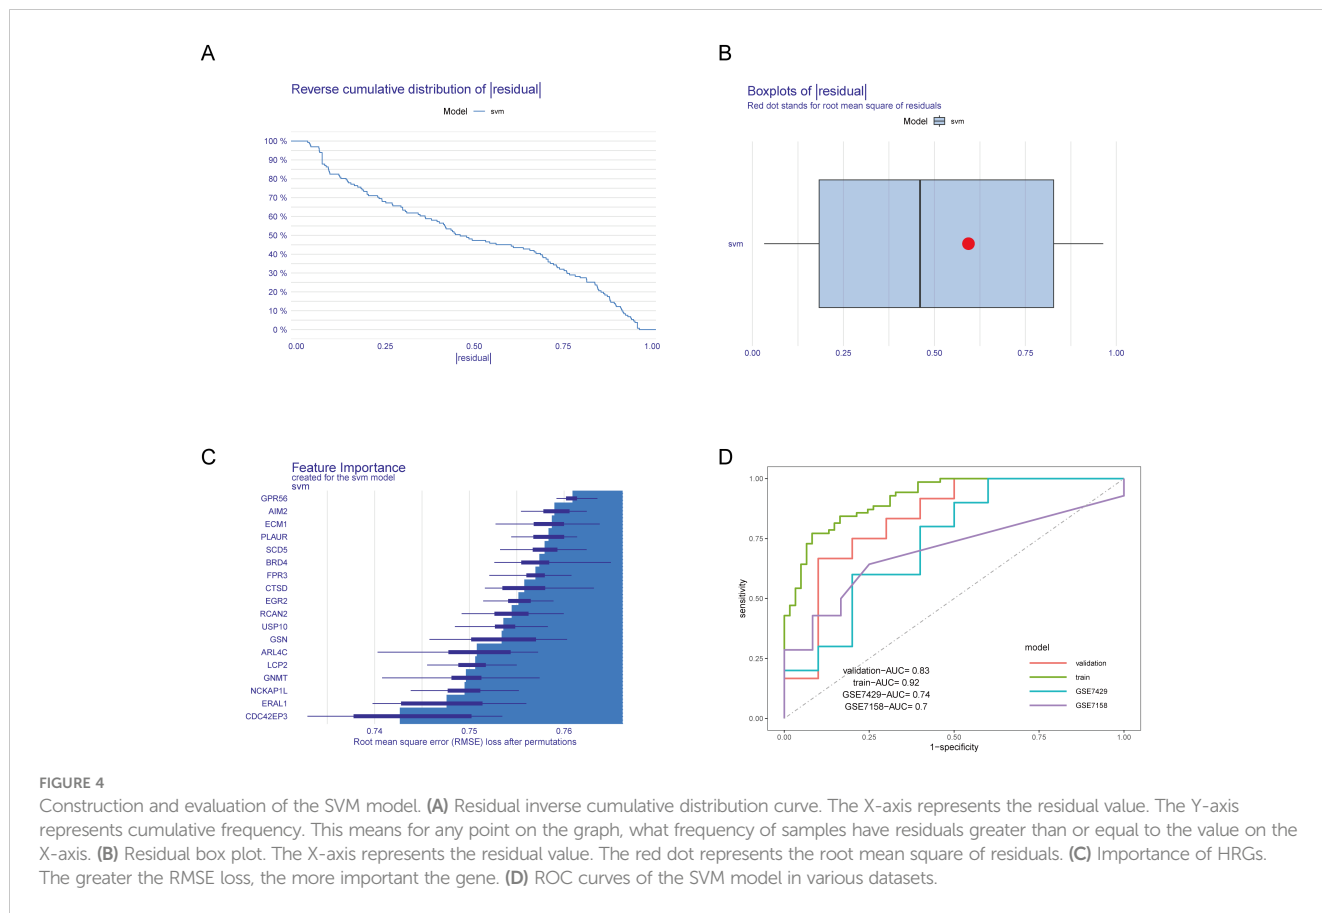 A
Reverse cumulative distribution of |residual|
Model svm
100 %
90 %
80 %
70 %
60 %
50 %
40 %
30 %
20 %
10 %
0 %
0.00 0.25 0.50 0.75 1.00
|residual|
B
Boxplots of |residual|
Red dot stands for root mean square of residuals
Model svm
svm
0.00 0.25 0.50 0.75 1.00
C
Feature Importance
created for the svm model
svm
GPR56
AIM2
ECM1
PLAUR
SCD5
BRD4
FPR3
CTSD
EGR2
RCAN2
USP10
GSN
ARL4C
LCP2
GNMT
NCKAP1L
ERAL1
CDC42EP3
0.74 0.75 0.76
Root mean square error (RMSE) loss after permutations
D
1.00
0.75
0.50
0.25
0.00
sensitivity
validation−AUC= 0.83
train−AUC= 0.92
GSE7429−AUC= 0.74
GSE7158−AUC= 0.7
model
validation
train
GSE7429
GSE7158
0.00 0.25 0.50 0.75 1.00
1−specificity
FIGURE 4
Construction and evaluation of the SVM model. (A) Residual inverse cumulative distribution curve. The X-axis represents the residual value. The Y-axis
represents cumulative frequency. This means for any point on the graph, what frequency of samples have residuals greater than or equal to the value on the
X-axis. (B) Residual box plot. The X-axis represents the residual value. The red dot represents the root mean square of residuals. (C) Importance of HRGs.
The greater the RMSE loss, the more important the gene. (D) ROC curves of the SVM model in various datasets.